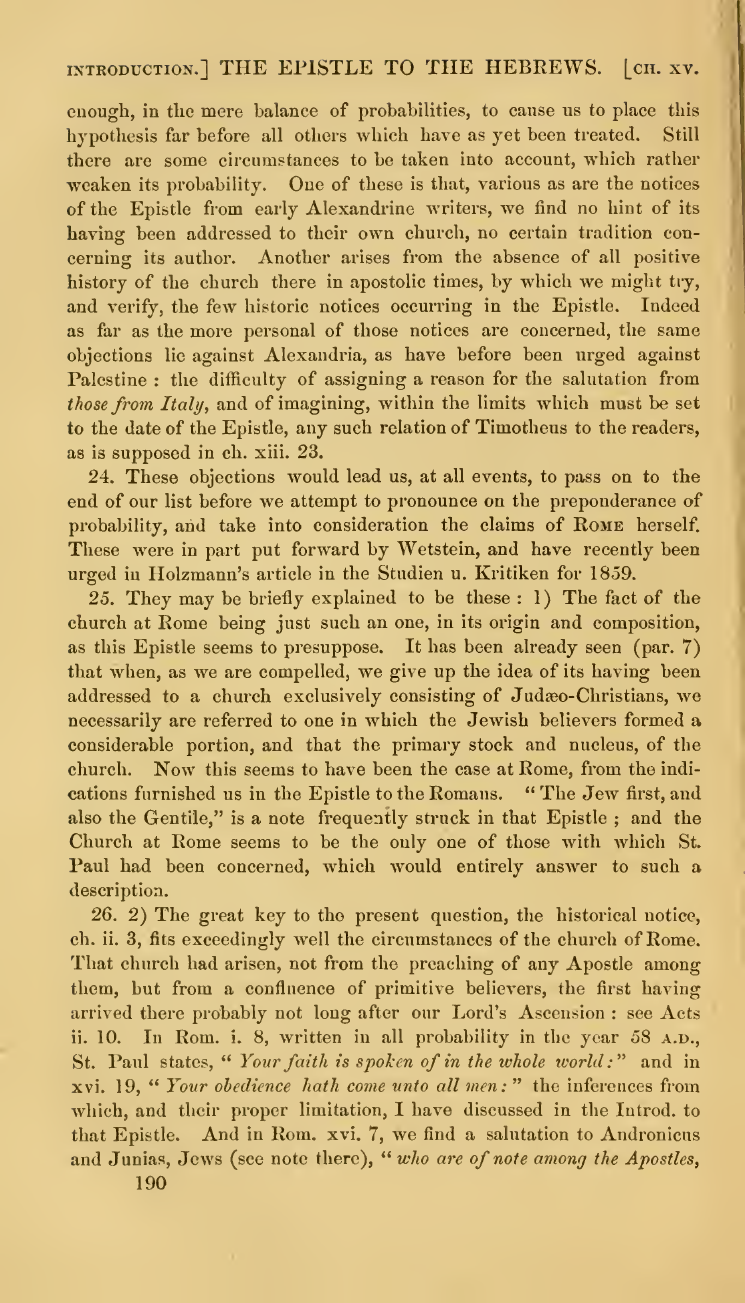 INTRODUCTION.] THE EPISTLE TO THE HEBREWS. [CH. XV.
enough, in the mere balance of probabilities, to cause us to place this
hypothesis far before all others which have as yet been treated. Still
there are some circumstances to be taken into account, which rather
weaken its probability. One of these is that, various as are the notices
of the Epistle from early Alexandrine writers, we find no hint of its
having been addressed to their own church, no certain tradition con-
cerning its author. Another arises from the absence of all positive
history of the church there in apostolic times, by which we might try,
and verify, the few historic notices occurring in the Epistle. Indeed
as far as the more personal of those notices are concerned, the same
objections lie against Alexandria, as have before been urged against
Palestine : the difficulty of assigning a reason for the salutation from
those from Italy, and of imagining, within the limits which must be set
to the date of the Epistle, any such relation of Timotheus to the readers,
as is supposed in ch. xiii. 23.
24. These objections would lead us, at all events, to pass on to the
end of our list before we attempt to pronounce on the preponderance of
probability, and take into consideration the claims of ROME herself.
These were in part put forward by Wetstein, and have recently been
urged in Holzmann's article in the Studien u. Kritiken for 1859.
25. They may be briefly explained to be these : 1) The fact of the
church at Rome being just such an one, in its origin and composition,
as this Epistle seems to presuppose. It has been already seen (par. 7)
that when, as we are compelled, we give up the idea of its having been
addressed to a church exclusively consisting of Judæo-Christians, we
necessarily are referred to one in which the Jewish believers formed a
considerable portion, and that the primary stock and nucleus, of the
church. Now this seems to have been the case at Rome, from the indi-
cations furnished us in the Epistle to the Romans. “ The Jew first, and
also the Gentile,” is a note frequently struck in that Epistle ; and the
Church at Rome seems to be the only one of those with which St.
Paul had been concerned, which would entirely answer to such a
description.
26. 2) The great key to the present question, the historical notice,
ch. ii. 3, fits exceedingly well the circumstances of the church of Rome.
That church had arisen, not from the preaching of any Apostle among
them, but from a confluence of primitive believers, the first having
arrived there probably not long after our Lord's Ascension : see Acts
ii. 10. In Rom. i. 8, written in all probability in the year 58 A.D.,
St. Paul states, “ Your faith is spoken of in the whole world:” and in
xvi. 19, “ Your obedience hath come unto all men: ” the inferences from
which, and their proper limitation, I have discussed in the Introd. to
that Epistle. And in Rom. xvi. 7, we find a salutation to Andronicus
and Junias, Jews (see note there), “ who are of note among the Apostles,
190